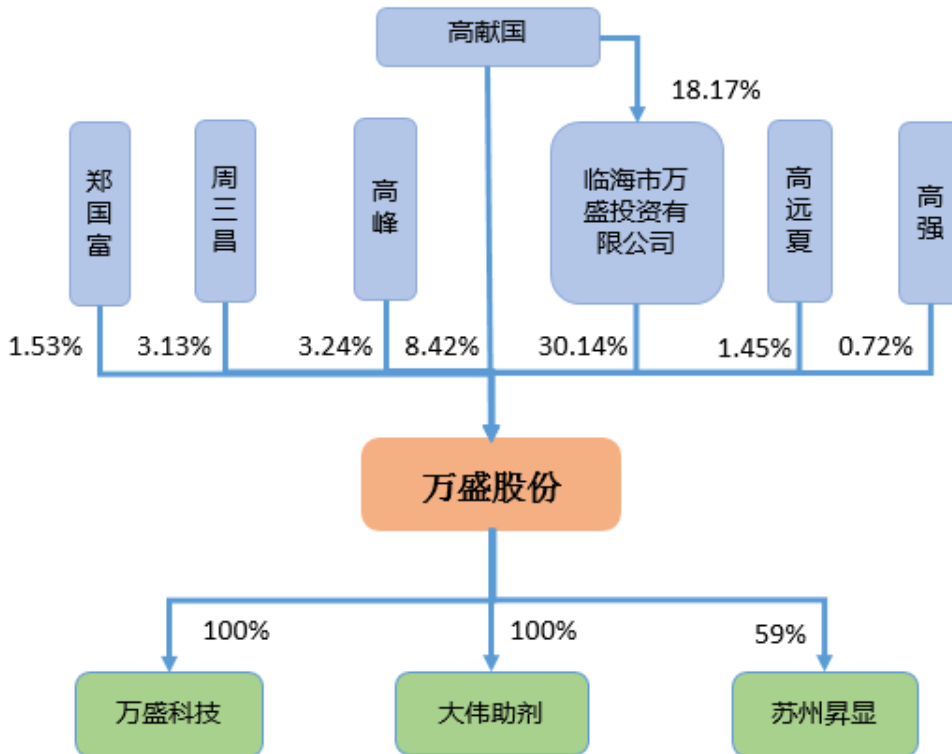 高献国
18.17%
郑国富
周三昌
高峰
临海市万
盛投资有
限公司
高远夏
高强
1.53%
3.13%
3.24%
8.42%
30.14%
1.45%
0.72%
万盛股份
100%
100%
59%
万盛科技
大伟助剂
苏州昇显